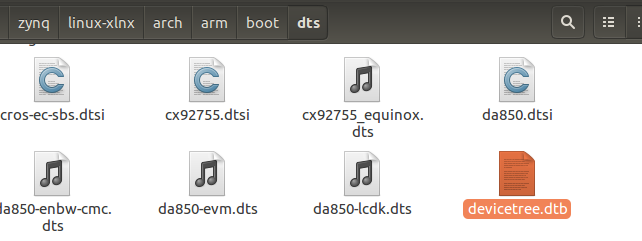 zynq linux-xlnx arch arm boot dts
cros-ec-sbs.dtsi cx92755.dtsi cx92755_equinox.
dts da850.dtsi
da850-enbw-cmc.
dts da850-evm.dts da850-lcdk.dts devicetree.dtb